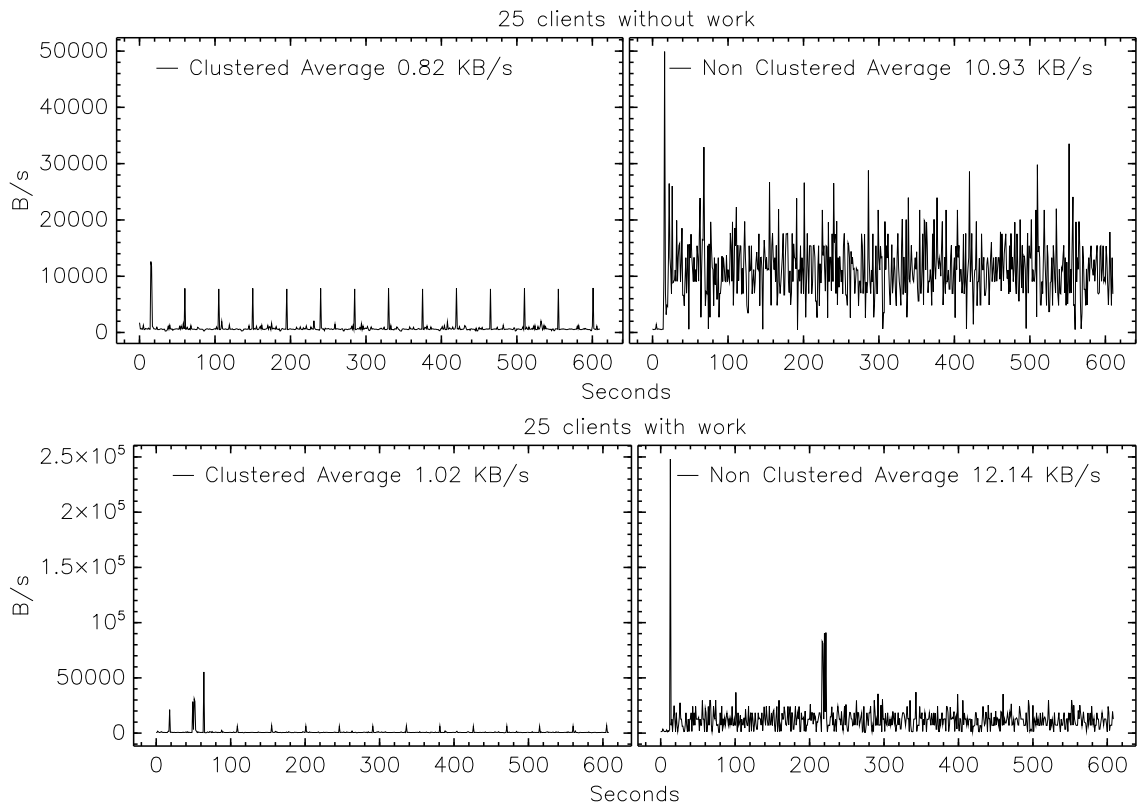 25 clients without work
50000
40000
30000
20000
10000
0
B/s
Clustered Average 0.82 KB/s
Non Clustered Average 10.93 KB/s
0 100 200 300 400 500 600
0 100 200 300 400 500 600
Seconds
25 clients with work
2.5×10⁵
2×10⁵
1.5×10⁵
10⁵
50000
0
B/s
Clustered Average 1.02 KB/s
Non Clustered Average 12.14 KB/s
0 100 200 300 400 500 600
0 100 200 300 400 500 600
Seconds